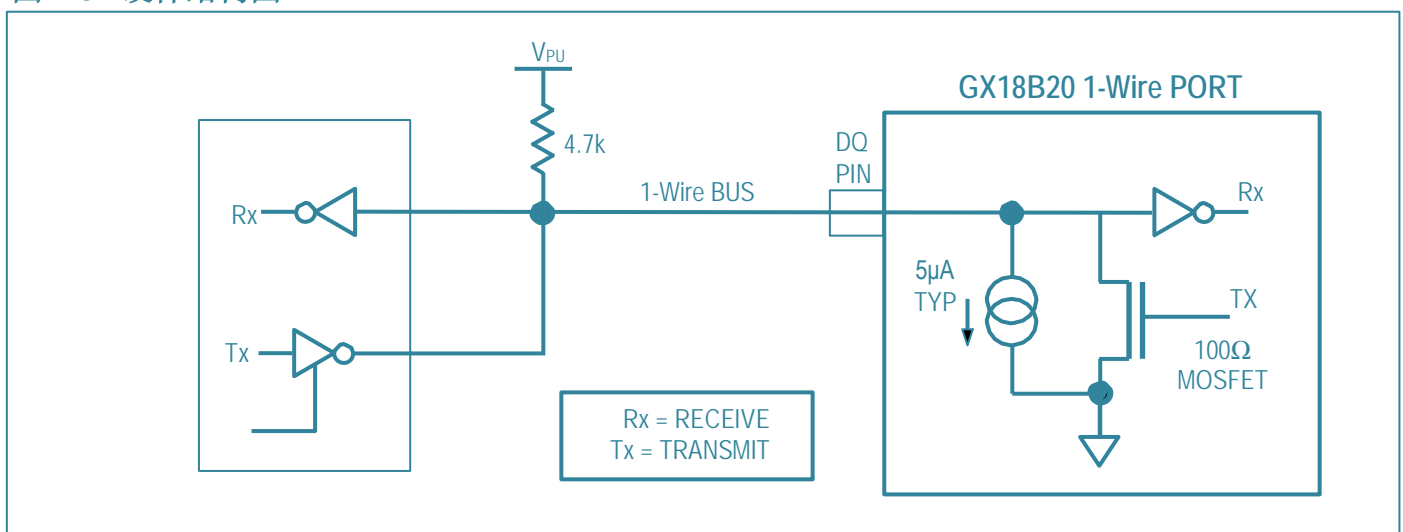 VPU
GX18B20 1-Wire PORT
4.7k
DQ
PIN
1-Wire BUS
Rx
Rx
5µA
TYP
TX
Tx
100Ω
MOSFET
Rx = RECEIVE
Tx = TRANSMIT